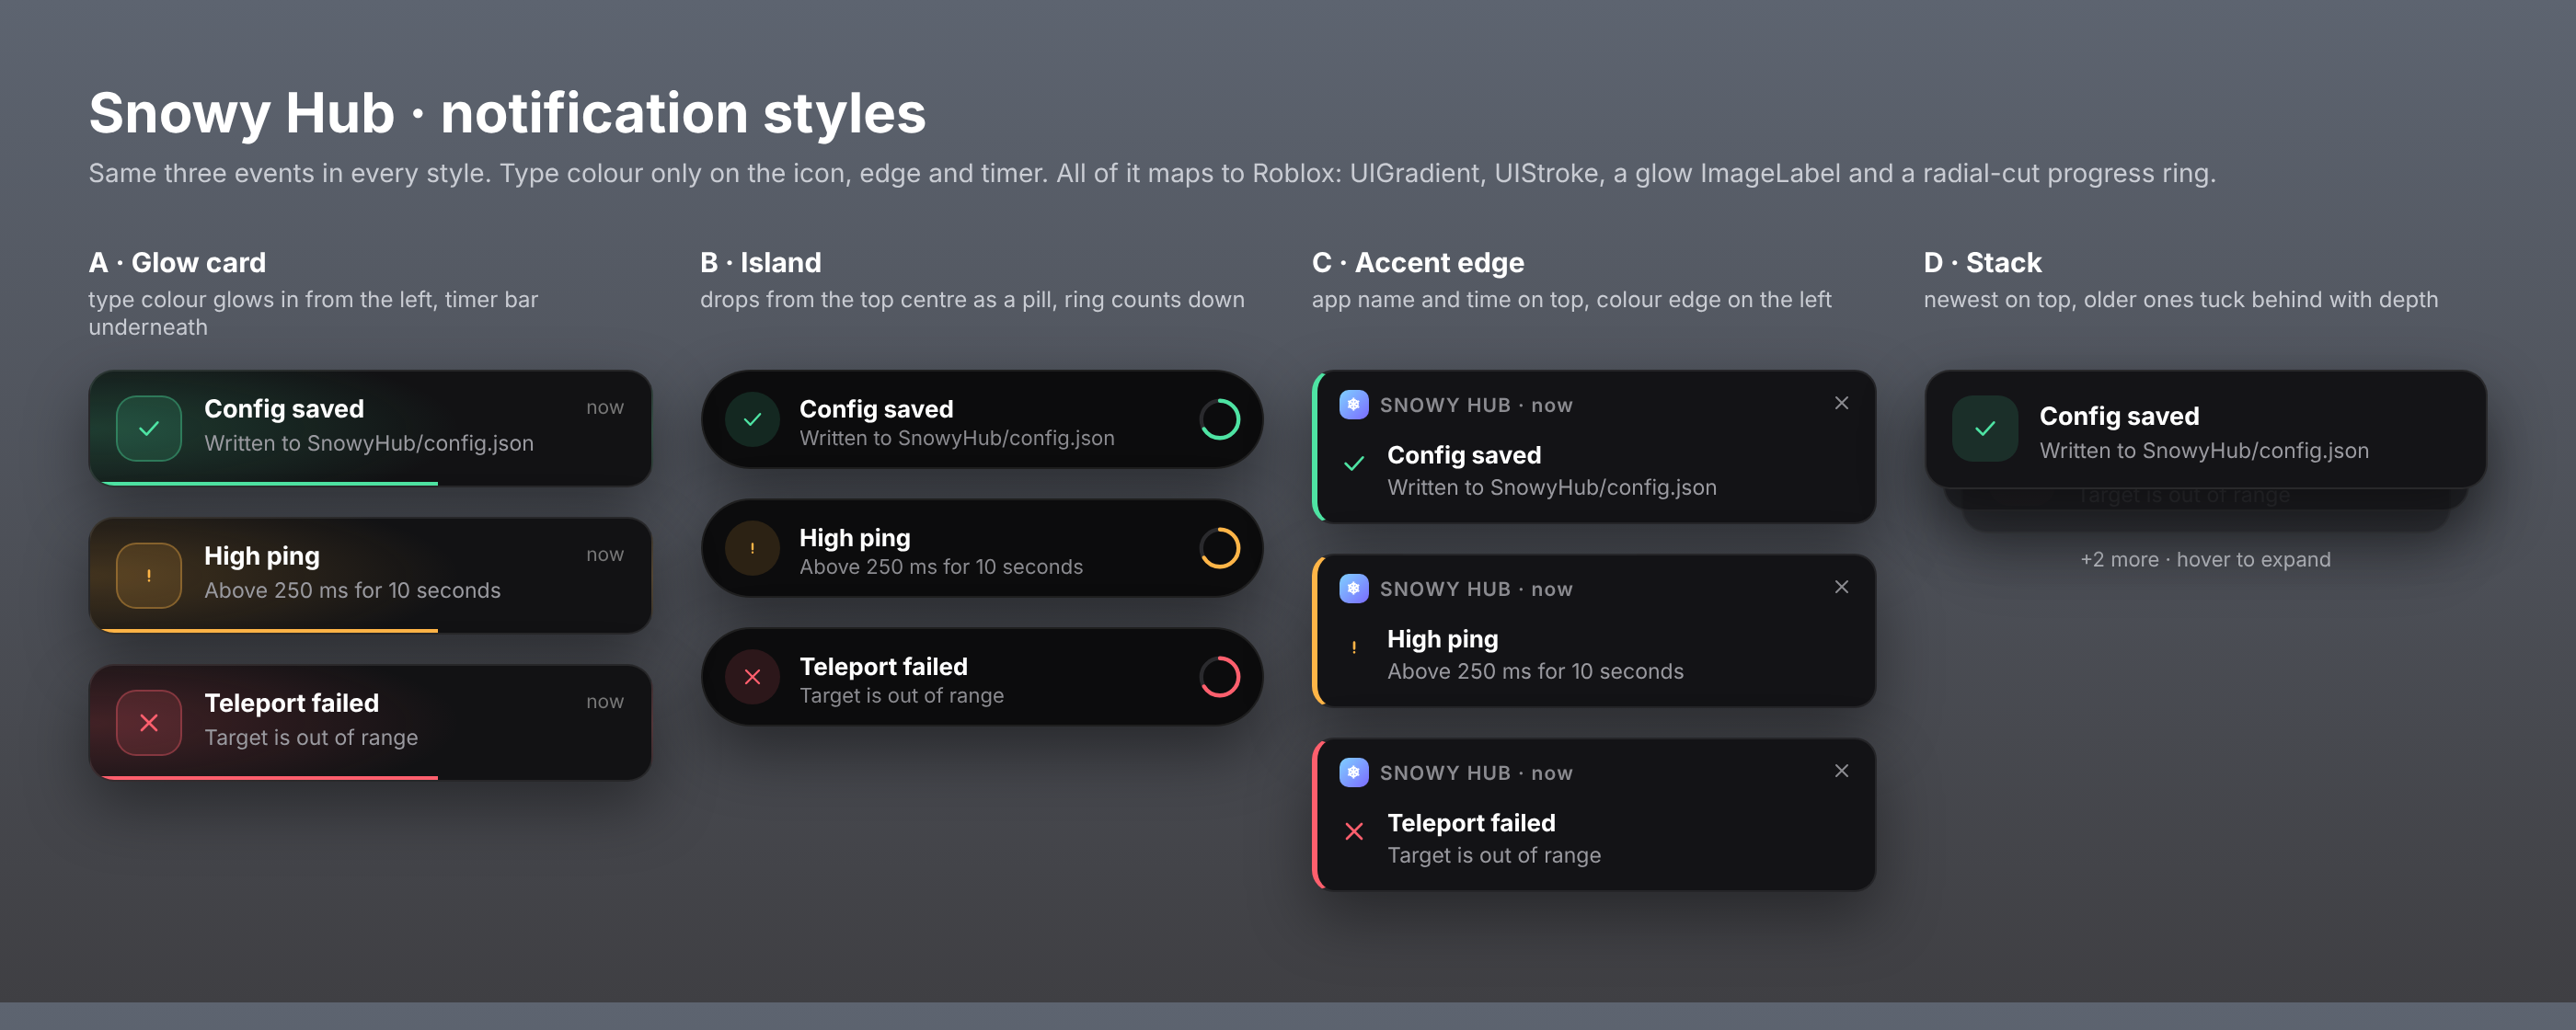 Snowy Hub · notification styles
Same three events in every style. Type colour only on the icon, edge and timer. All of it maps to Roblox: UIGradient, UIStroke, a glow ImageLabel and a radial-cut progress ring.
A · Glow card
type colour glows in from the left, timer bar
underneath
Config saved
now
Written to SnowyHub/config.json
High ping
now
Above 250 ms for 10 seconds
Teleport failed
now
Target is out of range
B · Island
drops from the top centre as a pill, ring counts down
Config saved
Written to SnowyHub/config.json
High ping
Above 250 ms for 10 seconds
Teleport failed
Target is out of range
C · Accent edge
app name and time on top, colour edge on the left
SNOWY HUB · now
Config saved
Written to SnowyHub/config.json
SNOWY HUB · now
High ping
Above 250 ms for 10 seconds
SNOWY HUB · now
Teleport failed
Target is out of range
D · Stack
newest on top, older ones tuck behind with depth
Config saved
Written to SnowyHub/config.json
Target is out of range
+2 more · hover to expand